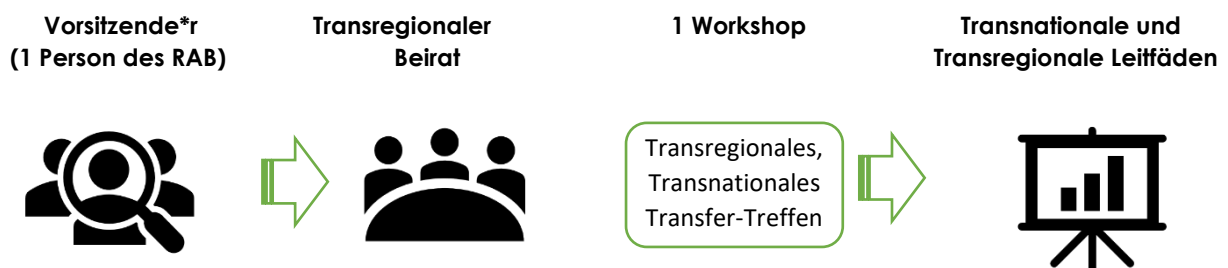 Vorsitzende*r
(1 Person des RAB)
Transregionaler
Beirat
1 Workshop
Transnationale und
Transregionale Leitfäden
Transregionales,
Transnationales
Transfer-Treffen